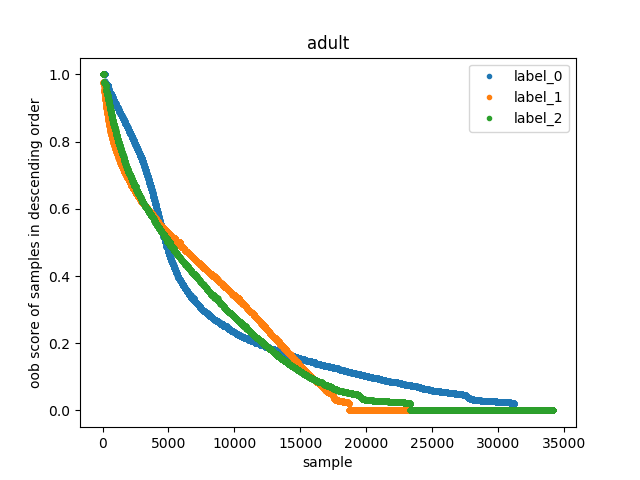 adult
label_0
label_1
label_2
oob score of samples in descending order
1.0
0.8
0.6
0.4
0.2
0.0
0 5000 10000 15000 20000 25000 30000 35000
sample